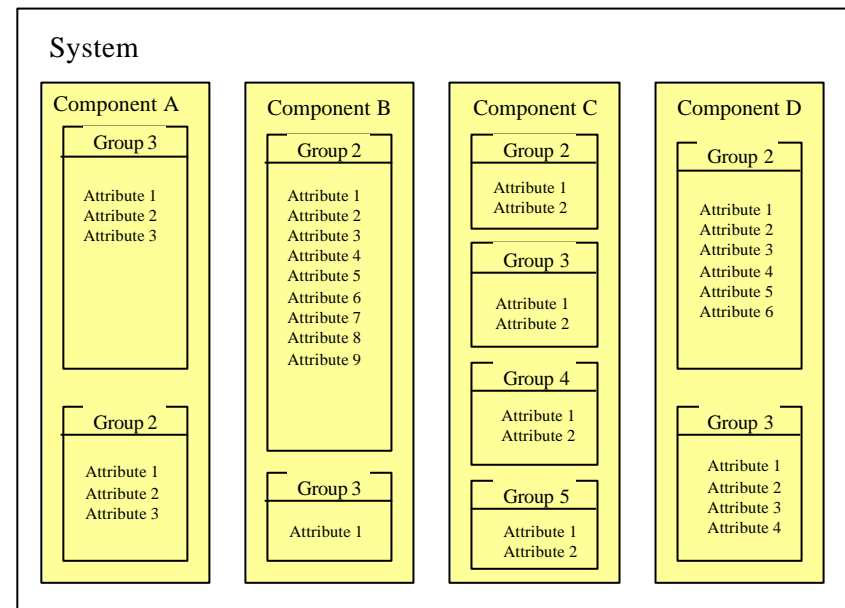 System
Component A
Group 3
Attribute 1
Attribute 2
Attribute 3
Group 2
Attribute 1
Attribute 2
Attribute 3
Component B
Group 2
Attribute 1
Attribute 2
Attribute 3
Attribute 4
Attribute 5
Attribute 6
Attribute 7
Attribute 8
Attribute 9
Group 3
Attribute 1
Component C
Group 2
Attribute 1
Attribute 2
Group 3
Attribute 1
Attribute 2
Group 4
Attribute 1
Attribute 2
Group 5
Attribute 1
Attribute 2
Component D
Group 2
Attribute 1
Attribute 2
Attribute 3
Attribute 4
Attribute 5
Attribute 6
Group 3
Attribute 1
Attribute 2
Attribute 3
Attribute 4